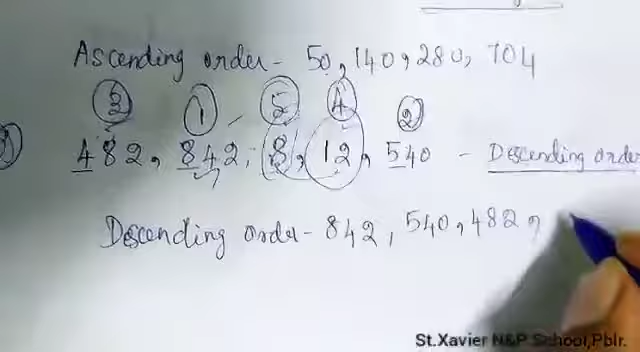 Ascending order - 50, 140, 280, 704
3 1 5 4 2
482, 842, 8, 12, 540 - Descending order
Descending order - 842, 540, 482,
St.Xavier N&P School,Pblr.